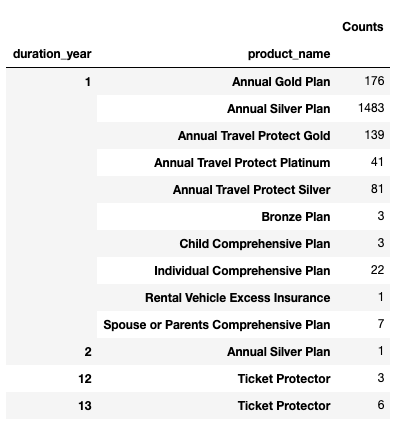 Counts
duration_year product_name
1 Annual Gold Plan 176
Annual Silver Plan 1483
Annual Travel Protect Gold 139
Annual Travel Protect Platinum 41
Annual Travel Protect Silver 81
Bronze Plan 3
Child Comprehensive Plan 3
Individual Comprehensive Plan 22
Rental Vehicle Excess Insurance 1
Spouse or Parents Comprehensive Plan 7
2 Annual Silver Plan 1
12 Ticket Protector 3
13 Ticket Protector 6